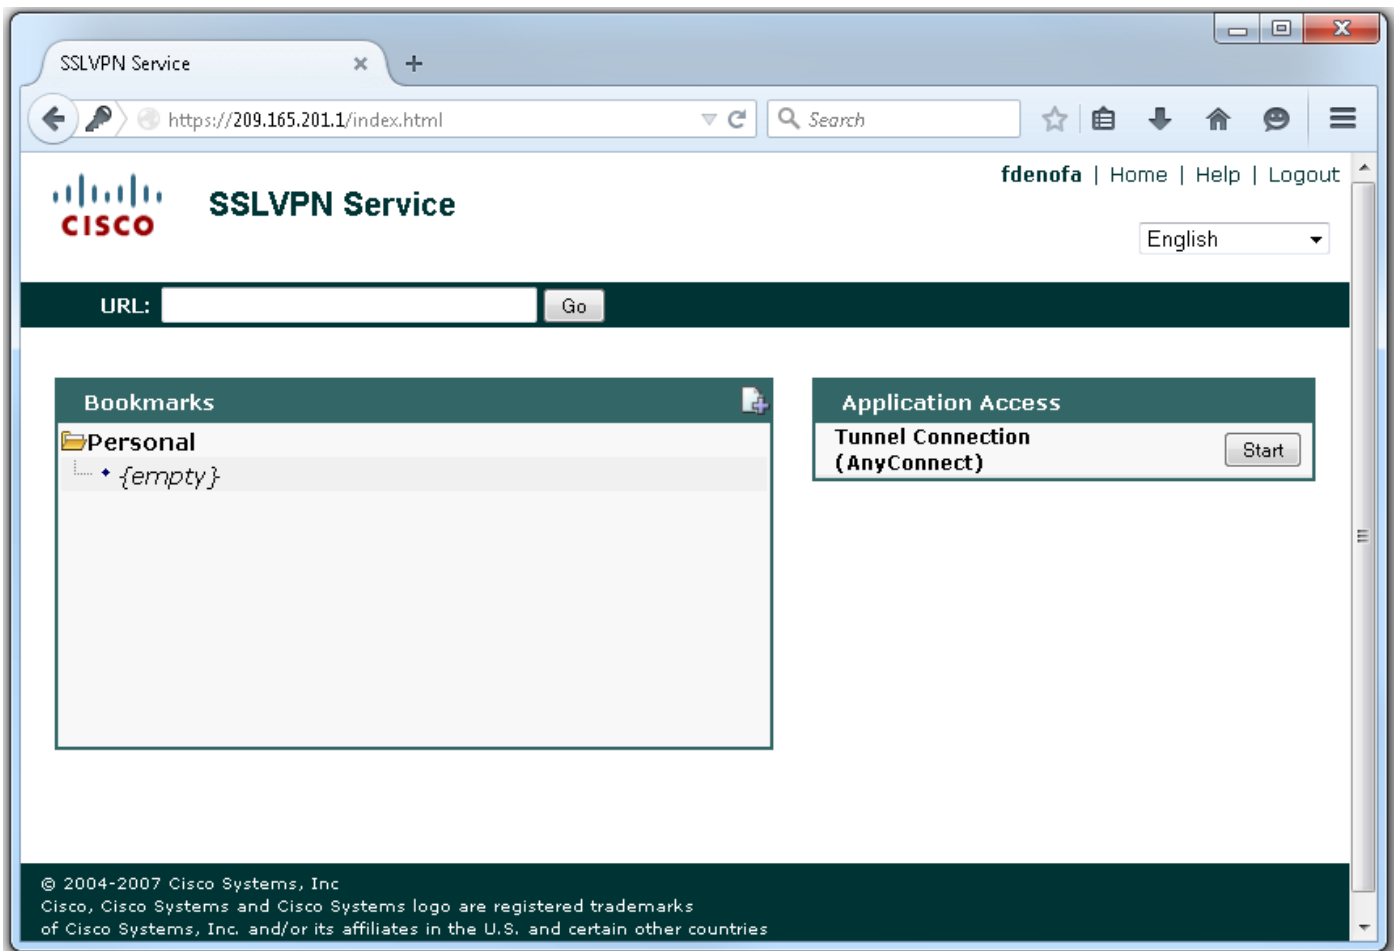 SSLVPN Service
https://209.165.201.1/index.html
Search
CISCO
SSLVPN Service
fdenofa | Home | Help | Logout
English
URL:
Go
Bookmarks
Personal
{empty}
Application Access
Tunnel Connection
(AnyConnect)
Start
© 2004-2007 Cisco Systems, Inc
Cisco, Cisco Systems and Cisco Systems logo are registered trademarks
of Cisco Systems, Inc. and/or its affiliates in the U.S. and certain other countries